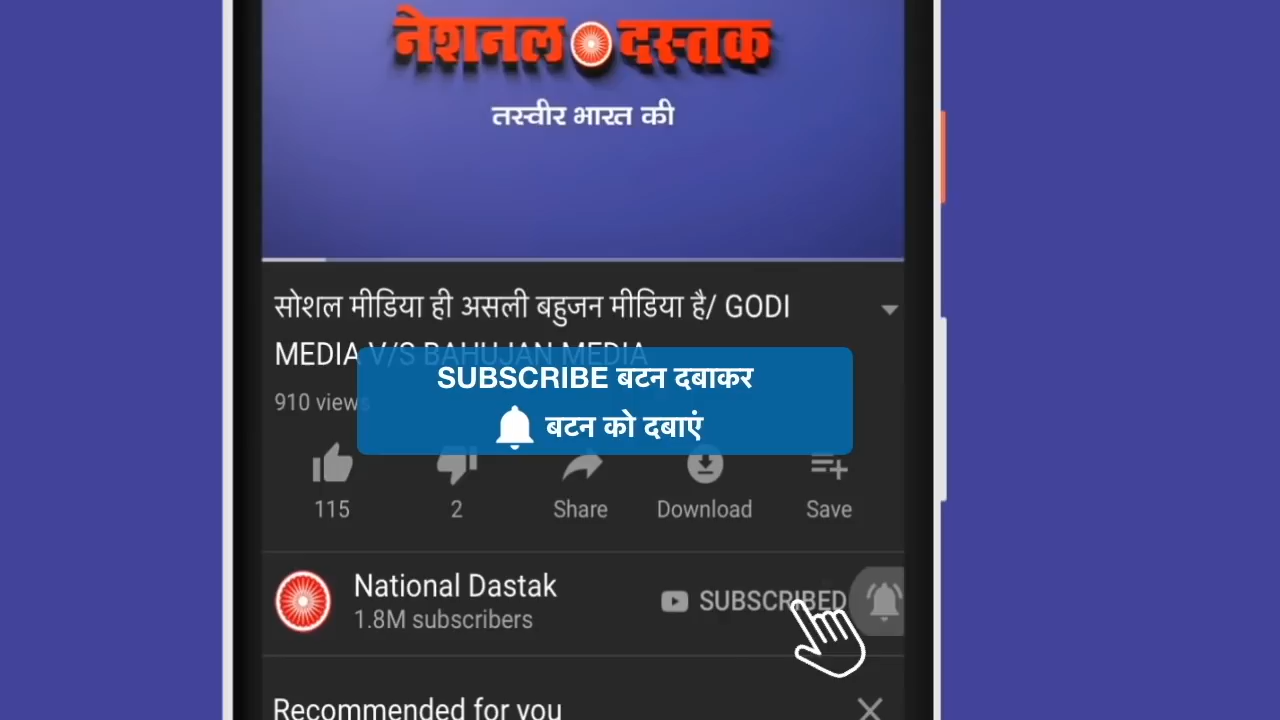 नेशनल दस्तक
तस्वीर भारत की
सोशल मीडिया ही असली बहुजन मीडिया है/ GODI
MEDIA V/S BAHUJAN MEDIA
910 views
SUBSCRIBE बटन दबाकर
बटन को दबाएं
115
2
Share
Download
Save
National Dastak
1.8M subscribers
SUBSCRIBED
Recommended for you